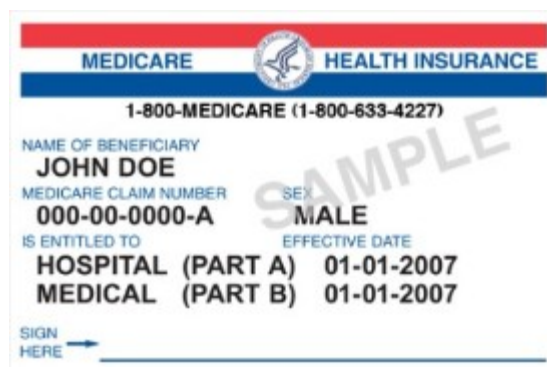 MEDICARE HEALTH INSURANCE
1-800-MEDICARE (1-800-633-4227)
SAMPLE
NAME OF BENEFICIARY
JOHN DOE
MEDICARE CLAIM NUMBER SEX
000-00-0000-A MALE
IS ENTITLED TO EFFECTIVE DATE
HOSPITAL (PART A) 01-01-2007
MEDICAL (PART B) 01-01-2007
SIGN
HERE